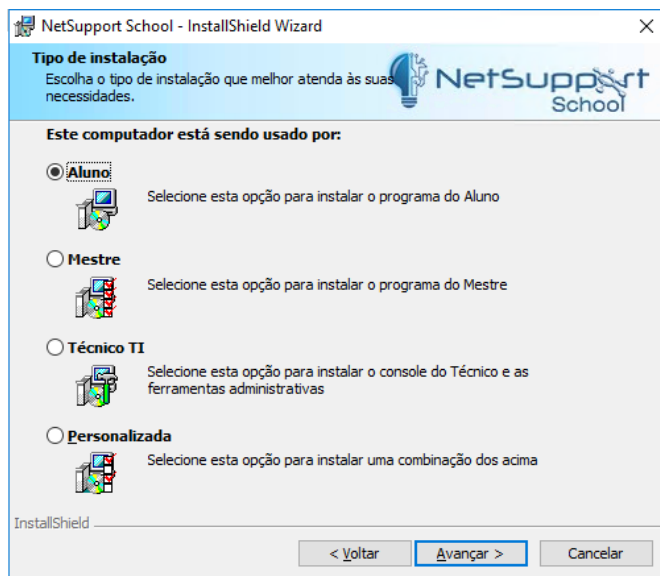 NetSupport School - InstallShield Wizard
Tipo de instalação
Escolha o tipo de instalação que melhor atenda às suas
necessidades.
NetSupport
School
Este computador está sendo usado por:
Aluno
Selecione esta opção para instalar o programa do Aluno
Mestre
Selecione esta opção para instalar o programa do Mestre
Técnico TI
Selecione esta opção para instalar o console do Técnico e as
ferramentas administrativas
Personalizada
Selecione esta opção para instalar uma combinação dos acima
InstallShield
< Voltar
Avançar >
Cancelar